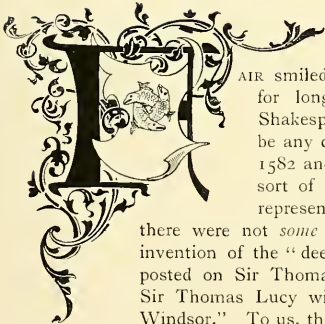 FAIR smiled
for long
Shakesp
be any d
1582 an
sort of
represen
there were not some
invention of the “ dee
posted on Sir Thoma
Sir Thomas Lucy wi
Windsor.” To us, th